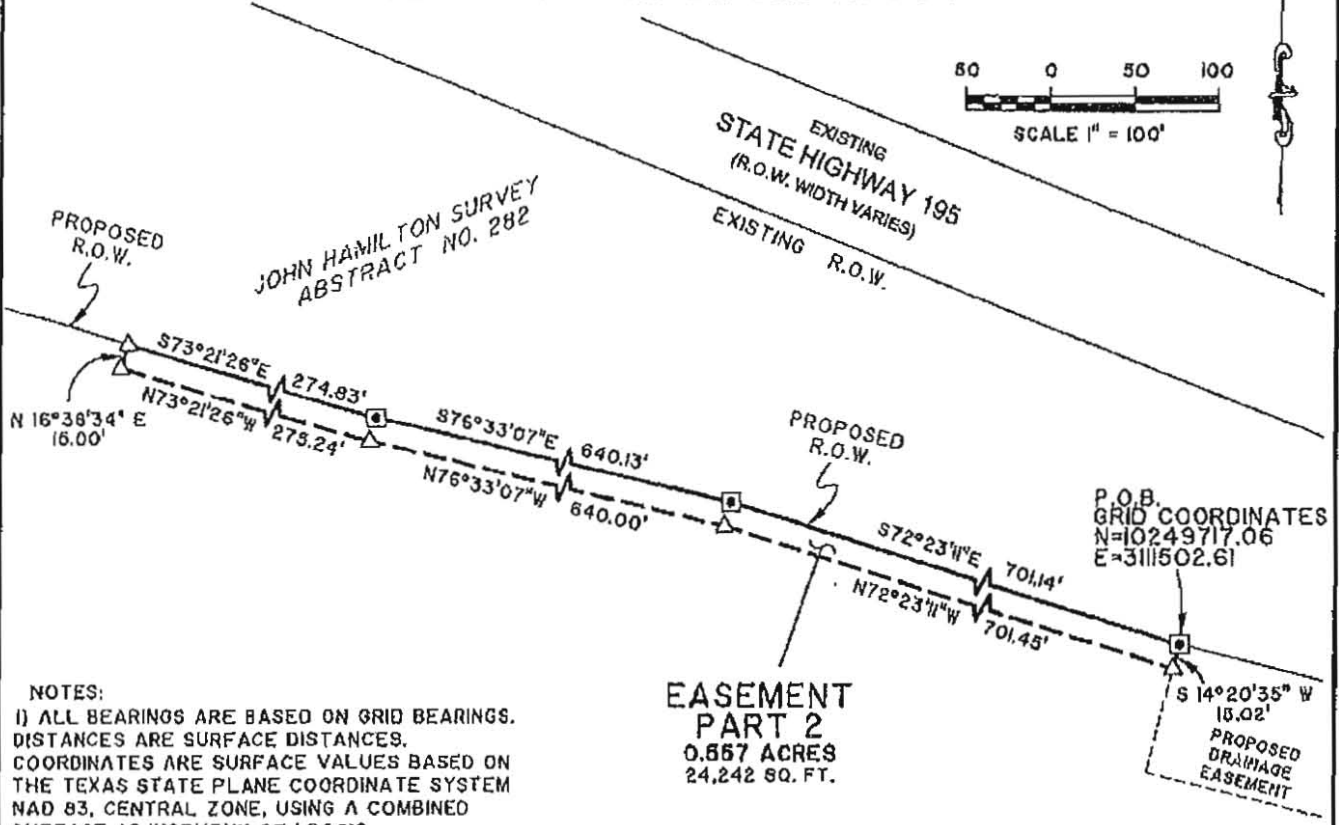 50 0 50 100
SCALE 1" = 100'
EXISTING
STATE HIGHWAY 195
(R.O.W. WIDTH VARIES)
EXISTING R.O.W.
JOHN HAMILTON SURVEY
ABSTRACT NO. 282
PROPOSED
R.O.W.
S73°21'26"E 274.83'
N 16°38'34" E
15.00'
N73°21'26"W 275.24'
S76°33'07"E 640.13'
N76°33'07"W 640.00'
PROPOSED
R.O.W.
S72°23'11"E 701.14'
N72°23'11"W 701.45'
P.O.B.
GRID COORDINATES
N=10249717.06
E=3111502.61
S 14°20'35" W
15.02'
PROPOSED
DRAINAGE
EASEMENT
EASEMENT
PART 2
0.557 ACRES
24,242 SQ. FT.
NOTES:
1) ALL BEARINGS ARE BASED ON GRID BEARINGS.
DISTANCES ARE SURFACE DISTANCES.
COORDINATES ARE SURFACE VALUES BASED ON
THE TEXAS STATE PLANE COORDINATE SYSTEM
NAD 83, CENTRAL ZONE, USING A COMBINED